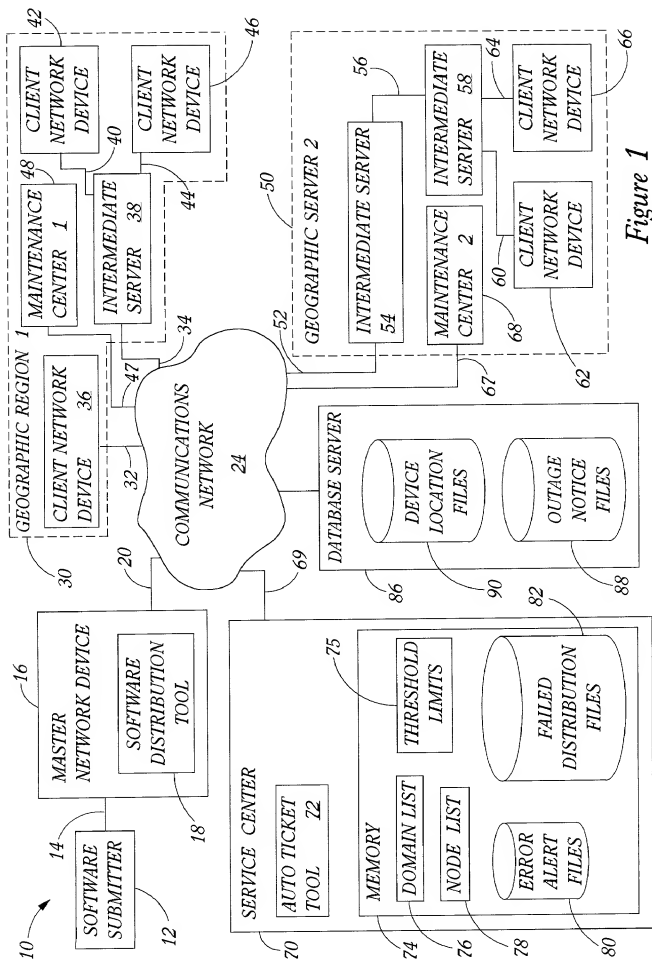 10
12
SOFTWARE
SUBMITTER
14
16
MASTER
NETWORK DEVICE
SOFTWARE
DISTRIBUTION
TOOL
18
20
30
GEOGRAPHIC REGION 1
CLIENT NETWORK
DEVICE 36
32
47
34
48
MAINTENANCE
CENTER 1
INTERMEDIATE
SERVER 38
42
CLIENT
NETWORK
DEVICE
40
44
46
CLIENT
NETWORK
DEVICE
COMMUNICATIONS
NETWORK
24
69
52
67
50
GEOGRAPHIC SERVER 2
INTERMEDIATE SERVER
54
56
INTERMEDIATE
SERVER 58
MAINTENANCE
CENTER 2
68
60
64
CLIENT
NETWORK
DEVICE
62
CLIENT
NETWORK
DEVICE
66
70
SERVICE CENTER
AUTO TICKET
TOOL 72
74
MEMORY
75
THRESHOLD
LIMITS
DOMAIN LIST
76
NODE LIST
78
ERROR
ALERT
FILES
80
FAILED
DISTRIBUTION
FILES
82
86
DATABASE SERVER
DEVICE
LOCATION
FILES
90
OUTAGE
NOTICE
FILES
88
Figure 1